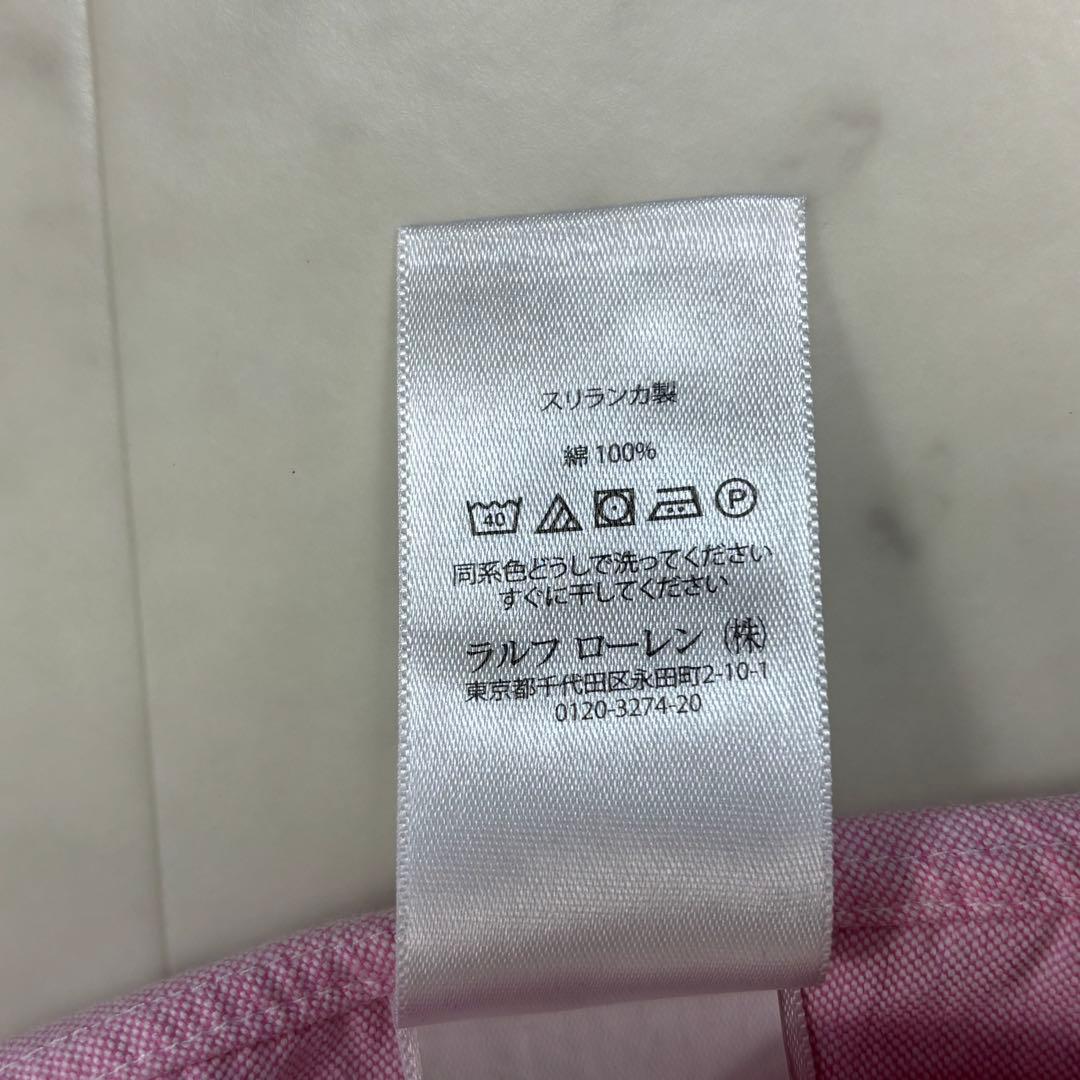 スリランカ製
綿 100%
40 P
同系色どうしで洗ってください
すぐに干してください
ラルフ ローレン (株)
東京都千代田区永田町2-10-1
0120-3274-20